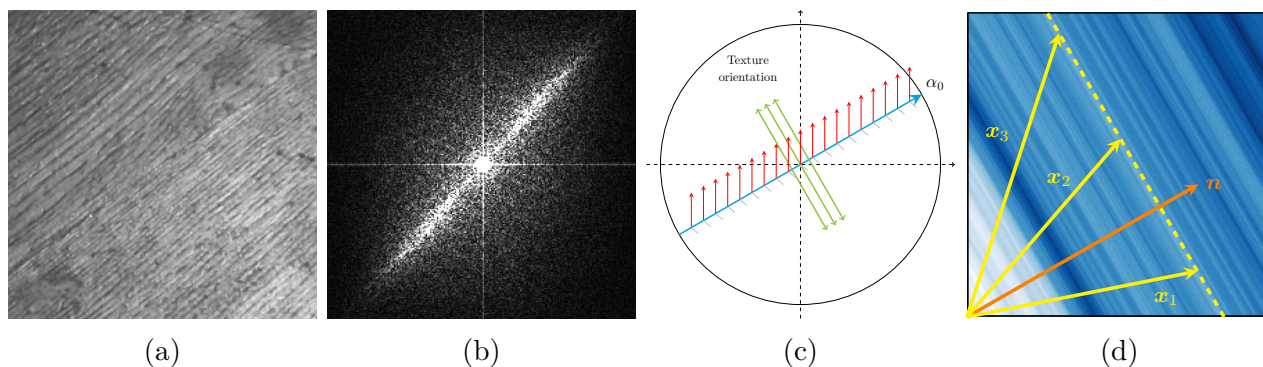 Texture
orientation
α₀
x₃
x₂
n
x₁
(a)
(b)
(c)
(d)